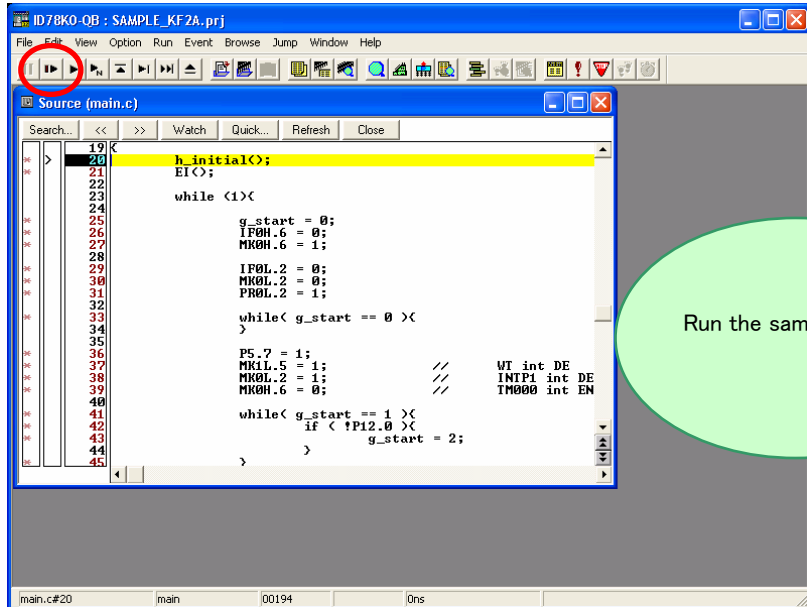 ID78K0-QB : SAMPLE_KF2A.prj
File Edit View Option Run Event Browse Jump Window Help
Source (main.c)
Search... << >> Watch Quick... Refresh Close
19 {
* > 20 h_initial();
* 21 EI();
22
23 while (1){
24
* 25 g_start = 0;
* 26 IF0H.6 = 0;
* 27 MK0H.6 = 1;
28
* 29 IF0L.2 = 0;
* 30 MK0L.2 = 0;
* 31 PR0L.2 = 1;
32
* 33 while( g_start == 0 ){
34 }
35
* 36 P5.7 = 1;
* 37 MK1L.5 = 1; // WT int DE
* 38 MK0L.2 = 1; // INTP1 int DE
* 39 MK0H.6 = 0; // TM000 int EN
40
* 41 while( g_start == 1 ){
* 42 if ( !P12.0 ){
* 43 g_start = 2;
44 }
* 45 }
Run the sam
main.c#20 main 00194 0ns